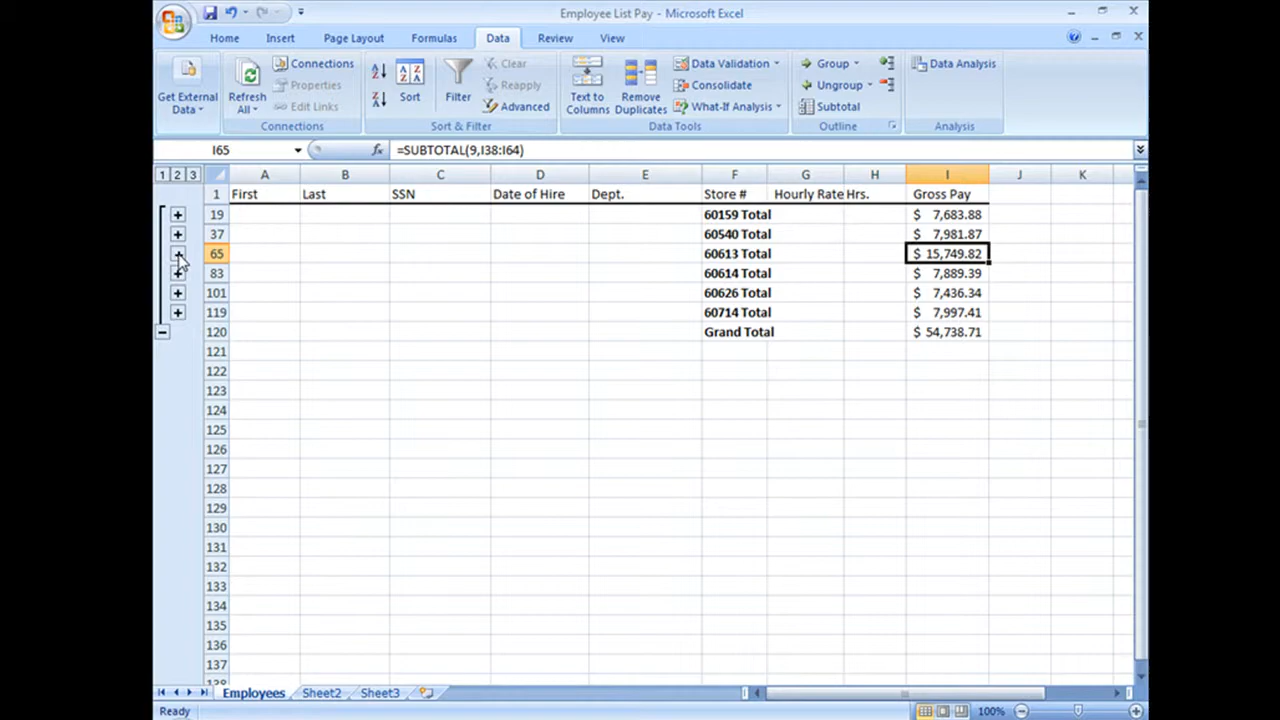 Employee List Pay - Microsoft Excel
Home Insert Page Layout Formulas Data Review View
Get External Data
Refresh All
Connections
Properties
Edit Links
Connections
Sort
Filter
Clear
Reapply
Advanced
Sort & Filter
Text to Columns
Remove Duplicates
Data Validation
Consolidate
What-If Analysis
Data Tools
Group
Ungroup
Subtotal
Outline
Data Analysis
Analysis
I65 fx =SUBTOTAL(9,I38:I64)
1 2 3 A B C D E F G H I J K
1 First Last SSN Date of Hire Dept. Store # Hourly Rate Hrs. Gross Pay
19 60159 Total $ 7,683.88
37 60540 Total $ 7,981.87
65 60613 Total $ 15,749.82
83 60614 Total $ 7,889.39
101 60626 Total $ 7,436.34
119 60714 Total $ 7,997.41
120 Grand Total $ 54,738.71
121
122
123
124
125
126
127
128
129
130
131
132
133
134
135
136
137
138
Employees Sheet2 Sheet3
Ready 100%